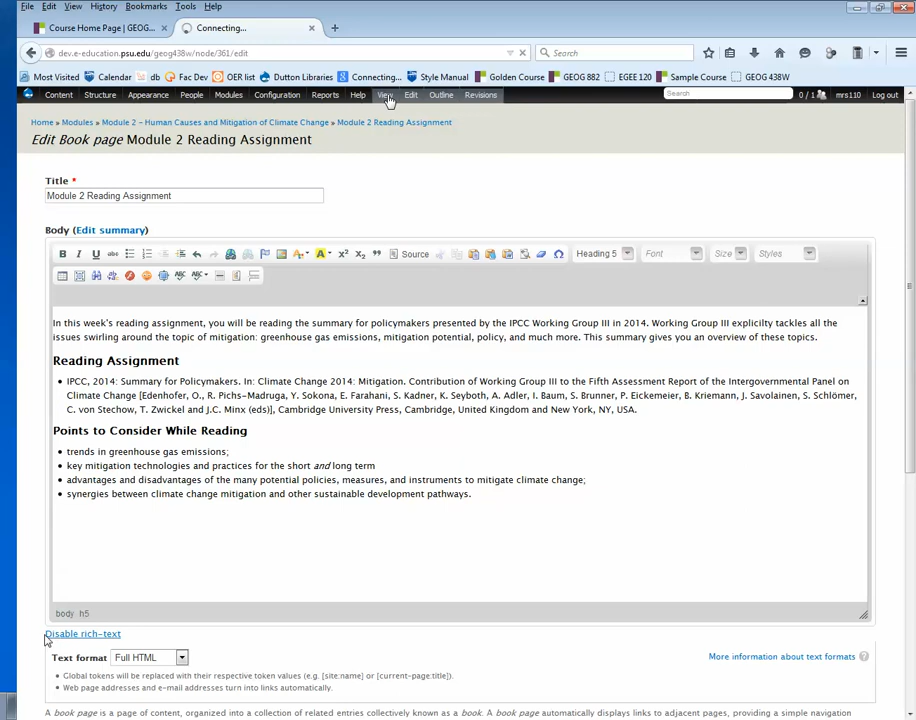 File Edit View History Bookmarks Tools Help
Course Home Page | GEOG... × Connecting... × +
dev.e-education.psu.edu/geog438w/node/361/edit Search
Most Visited Calendar db Fac Dev OER list Dutton Libraries Connecting... Style Manual Golden Course GEOG 882 EGEE 120 Sample Course GEOG 438W
Content Structure Appearance People Modules Configuration Reports Help View Edit Outline Revisions Search 0 / 1 mrs110 Log out
Home » Modules » Module 2 - Human Causes and Mitigation of Climate Change » Module 2 Reading Assignment
Edit Book page Module 2 Reading Assignment
Title *
Module 2 Reading Assignment
Body (Edit summary)
B I U abc x² x₂ Source Heading 5 Font Size Styles
In this week's reading assignment, you will be reading the summary for policymakers presented by the IPCC Working Group III in 2014. Working Group III explicilty tackles all the
issues swirling around the topic of mitigation: greenhouse gas emissions, mitigation potential, policy, and much more. This summary gives you an overview of these topics.
Reading Assignment
• IPCC, 2014: Summary for Policymakers. In: Climate Change 2014: Mitigation. Contribution of Working Group III to the Fifth Assessment Report of the Intergovernmental Panel on
Climate Change [Edenhofer, O., R. Pichs-Madruga, Y. Sokona, E. Farahani, S. Kadner, K. Seyboth, A. Adler, I. Baum, S. Brunner, P. Eickemeier, B. Kriemann, J. Savolainen, S. Schlömer,
C. von Stechow, T. Zwickel and J.C. Minx (eds)], Cambridge University Press, Cambridge, United Kingdom and New York, NY, USA.
Points to Consider While Reading
• trends in greenhouse gas emissions;
• key mitigation technologies and practices for the short and long term
• advantages and disadvantages of the many potential policies, measures, and instruments to mitigate climate change;
• synergies between climate change mitigation and other sustainable development pathways.
body h5
Disable rich-text
Text format Full HTML More information about text formats ?
• Global tokens will be replaced with their respective token values (e.g. [site:name] or [current-page:title]).
• Web page addresses and e-mail addresses turn into links automatically.
A book page is a page of content, organized into a collection of related entries collectively known as a book. A book page automatically displays links to adjacent pages, providing a simple navigation